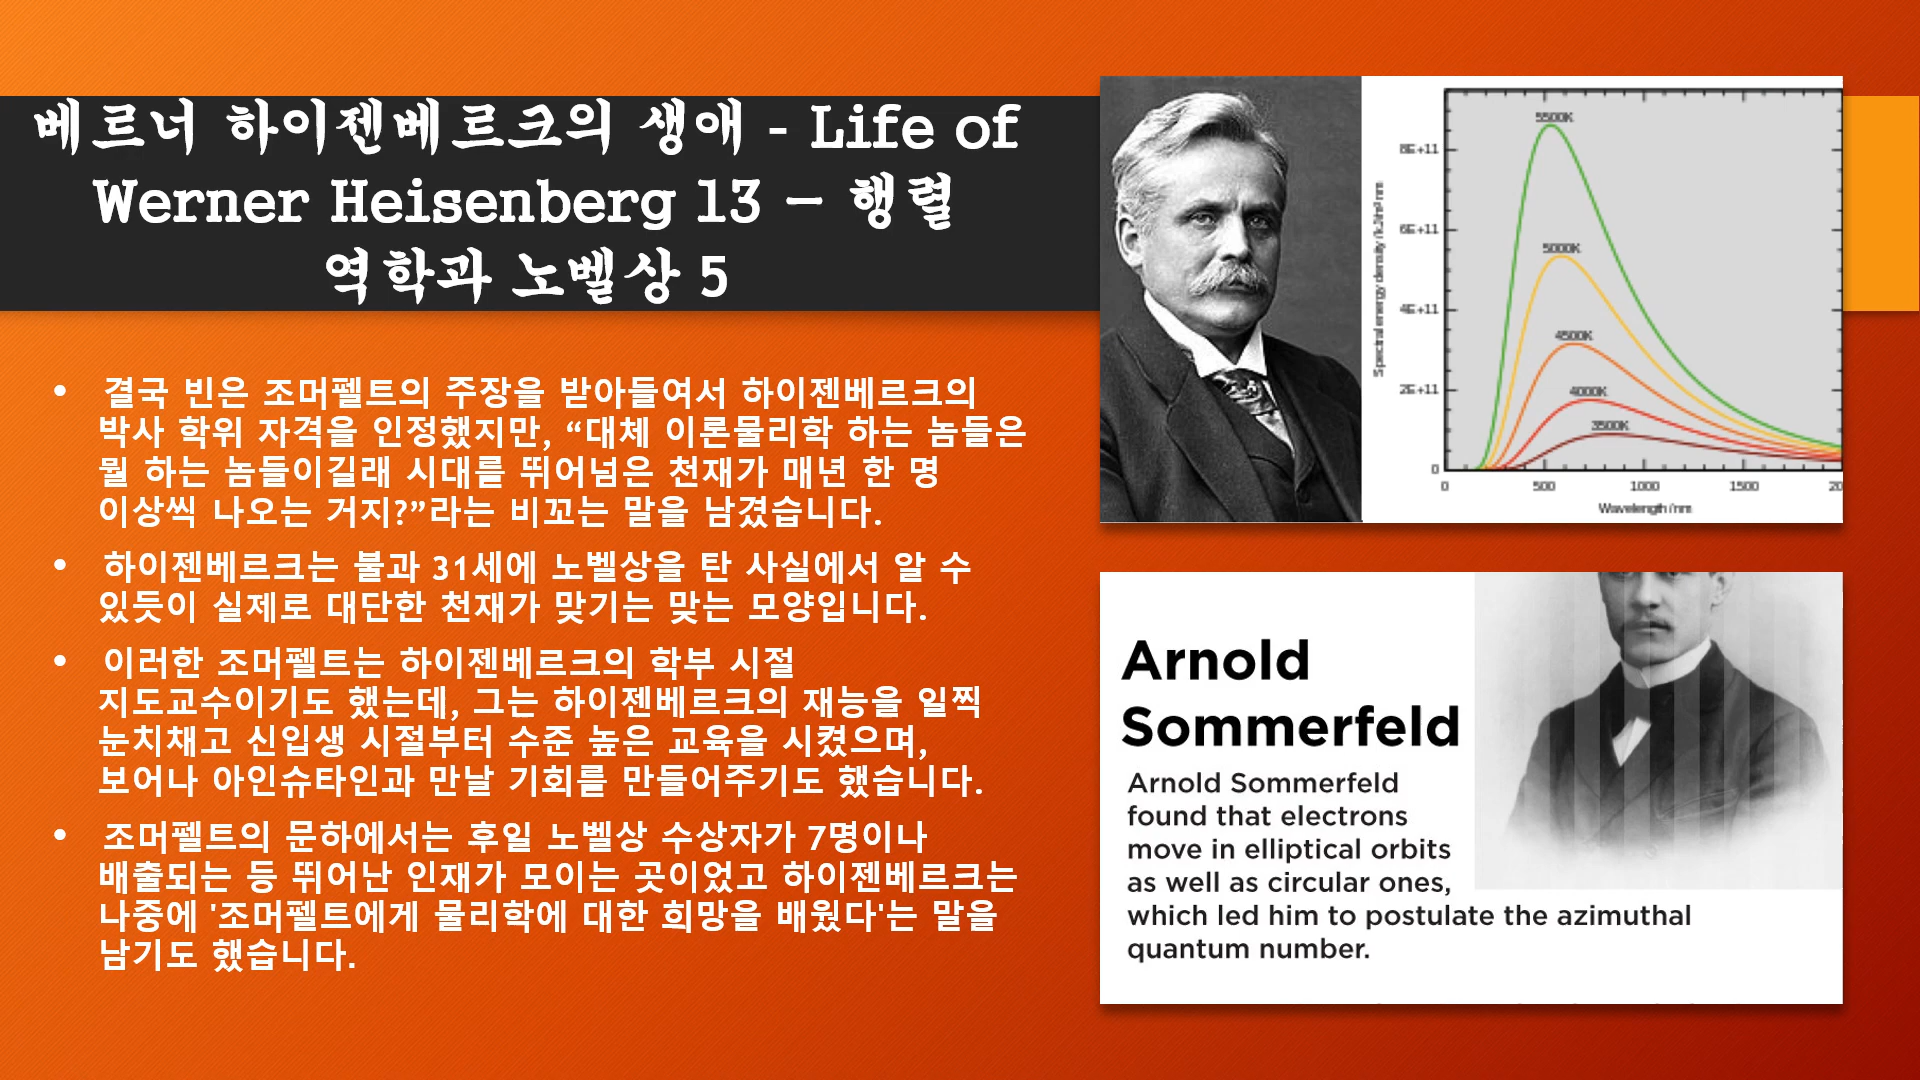 베르너 하이젠베르크의 생애 - Life of
Werner Heisenberg 13 – 행렬
역학과 노벨상 5
• 결국 빈은 조머펠트의 주장을 받아들여서 하이젠베르크의
박사 학위 자격을 인정했지만, “대체 이론물리학 하는 놈들은
뭘 하는 놈들이길래 시대를 뛰어넘은 천재가 매년 한 명
이상씩 나오는 거지?”라는 비꼬는 말을 남겼습니다.
• 하이젠베르크는 불과 31세에 노벨상을 탄 사실에서 알 수
있듯이 실제로 대단한 천재가 맞기는 맞는 모양입니다.
• 이러한 조머펠트는 하이젠베르크의 학부 시절
지도교수이기도 했는데, 그는 하이젠베르크의 재능을 일찍
눈치채고 신입생 시절부터 수준 높은 교육을 시켰으며,
보어나 아인슈타인과 만날 기회를 만들어주기도 했습니다.
• 조머펠트의 문하에서는 후일 노벨상 수상자가 7명이나
배출되는 등 뛰어난 인재가 모이는 곳이었고 하이젠베르크는
나중에 '조머펠트에게 물리학에 대한 희망을 배웠다'는 말을
남기기도 했습니다.
5500K
8E+11
6E+11
5000K
4500K
4E+11
4000K
2E+11
3500K
0
0 500 1000 1500 20
Wavelength /nm
Arnold
Sommerfeld
Arnold Sommerfeld
found that electrons
move in elliptical orbits
as well as circular ones,
which led him to postulate the azimuthal
quantum number.